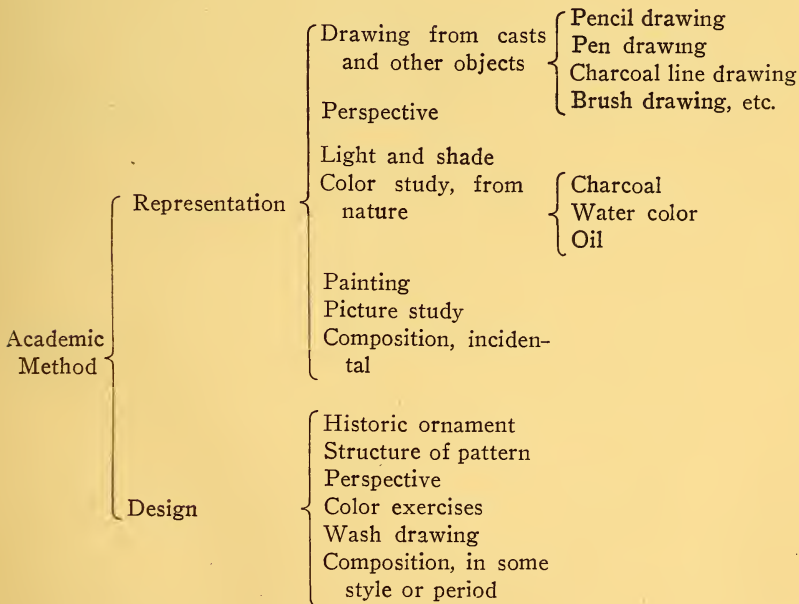 Academic
Method
Representation
Drawing from casts
and other objects
Pencil drawing
Pen drawing
Charcoal line drawing
Brush drawing, etc.
Perspective
Light and shade
Color study, from
nature
Charcoal
Water color
Oil
Painting
Picture study
Composition, inciden-
tal
Design
Historic ornament
Structure of pattern
Perspective
Color exercises
Wash drawing
Composition, in some
style or period